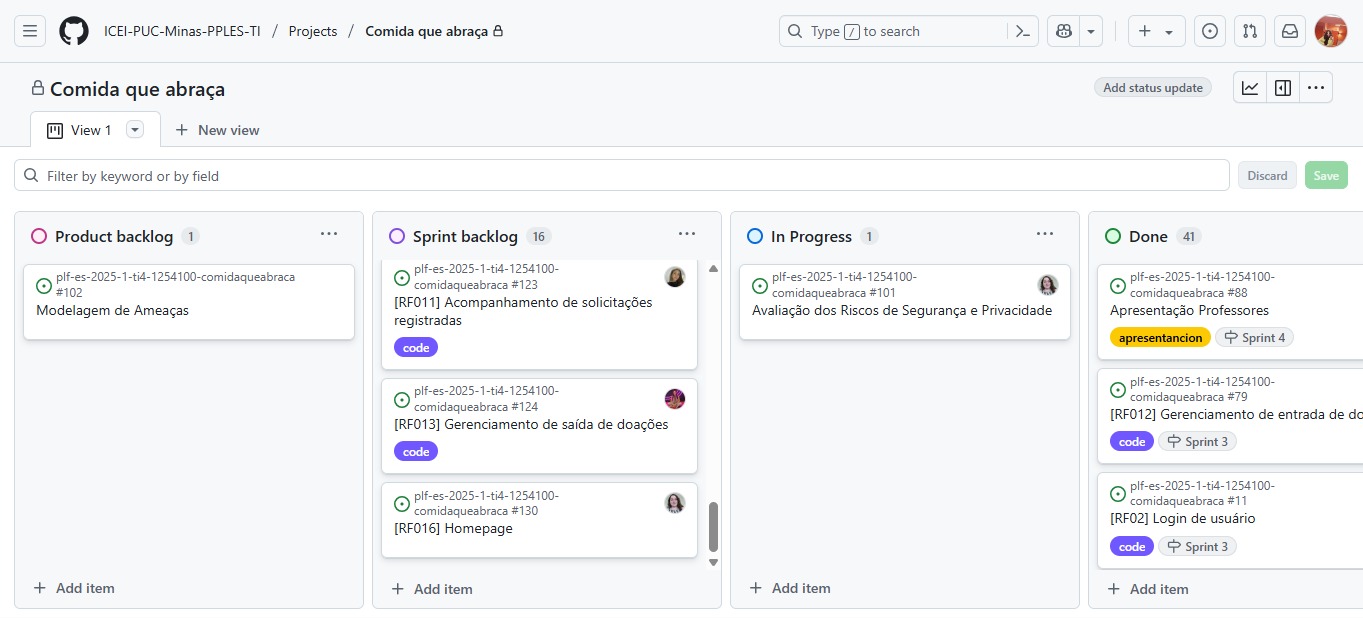 ICEI-PUC-Minas-PPLES-TI / Projects / Comida que abraça
Type / to search
Comida que abraça
Add status update
View 1
New view
Filter by keyword or by field
Discard
Save
Product backlog 1
plf-es-2025-1-ti4-1254100-comidaqueabraca
#102
Modelagem de Ameaças
Add item
Sprint backlog 16
plf-es-2025-1-ti4-1254100-
comidaqueabraca #123
[RF011] Acompanhamento de solicitações
registradas
code
plf-es-2025-1-ti4-1254100-
comidaqueabraca #124
[RF013] Gerenciamento de saída de doações
code
plf-es-2025-1-ti4-1254100-
comidaqueabraca #130
[RF016] Homepage
Add item
In Progress 1
plf-es-2025-1-ti4-1254100-
comidaqueabraca #101
Avaliação dos Riscos de Segurança e Privacidade
Add item
Done 41
plf-es-2025-1-ti4-1254100-
comidaqueabraca #88
Apresentação Professores
apresentancion Sprint 4
plf-es-2025-1-ti4-1254100-
comidaqueabraca #79
[RF012] Gerenciamento de entrada de do
code Sprint 3
plf-es-2025-1-ti4-1254100-
comidaqueabraca #11
[RF02] Login de usuário
code Sprint 3
Add item